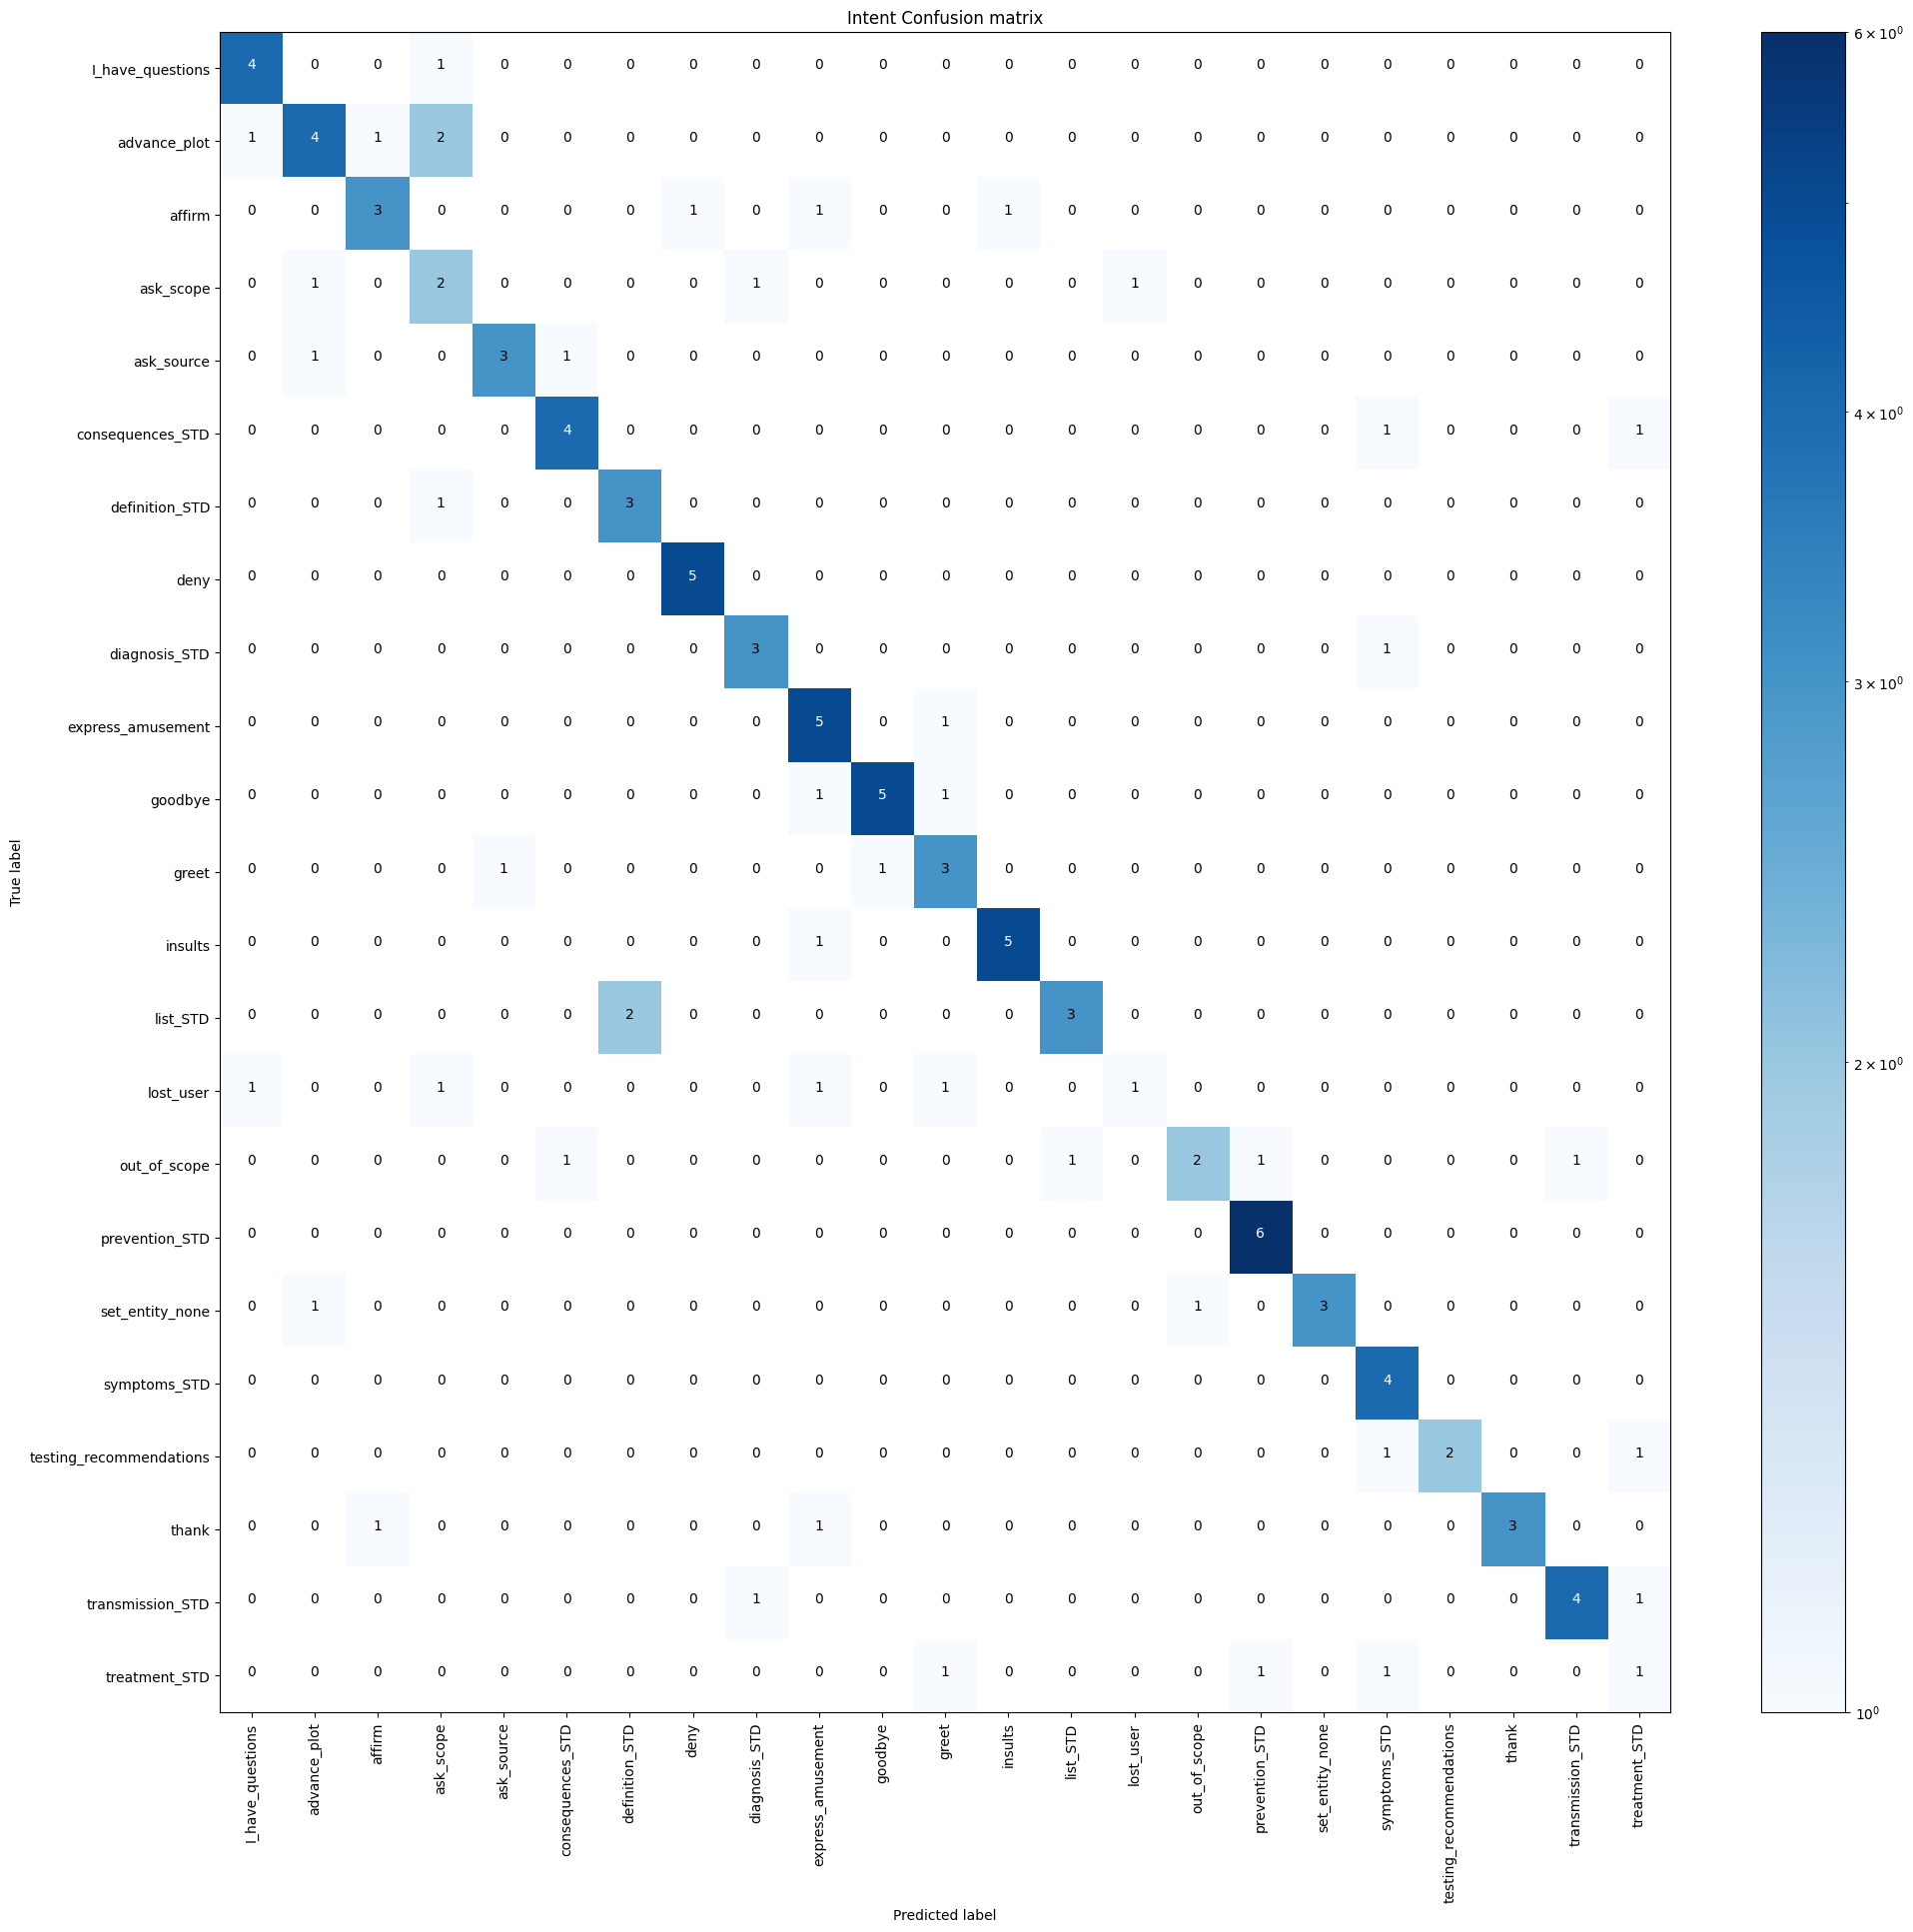 Intent Confusion matrix
I_have_questions 4 0 0 1 0 0 0 0 0 0 0 0 0 0 0 0 0 0 0 0 0 0 0
advance_plot 1 4 1 2 0 0 0 0 0 0 0 0 0 0 0 0 0 0 0 0 0 0 0
affirm 0 0 3 0 0 0 0 1 0 1 0 0 1 0 0 0 0 0 0 0 0 0 0
ask_scope 0 1 0 2 0 0 0 0 1 0 0 0 0 0 1 0 0 0 0 0 0 0 0
ask_source 0 1 0 0 3 1 0 0 0 0 0 0 0 0 0 0 0 0 0 0 0 0 0
consequences_STD 0 0 0 0 0 4 0 0 0 0 0 0 0 0 0 0 0 0 1 0 0 0 1
definition_STD 0 0 0 1 0 0 3 0 0 0 0 0 0 0 0 0 0 0 0 0 0 0 0
deny 0 0 0 0 0 0 0 5 0 0 0 0 0 0 0 0 0 0 0 0 0 0 0
diagnosis_STD 0 0 0 0 0 0 0 0 3 0 0 0 0 0 0 0 0 0 1 0 0 0 0
express_amusement 0 0 0 0 0 0 0 0 0 5 0 1 0 0 0 0 0 0 0 0 0 0 0
goodbye 0 0 0 0 0 0 0 0 0 1 5 1 0 0 0 0 0 0 0 0 0 0 0
greet 0 0 0 0 1 0 0 0 0 0 1 3 0 0 0 0 0 0 0 0 0 0 0
insults 0 0 0 0 0 0 0 0 0 1 0 0 5 0 0 0 0 0 0 0 0 0 0
list_STD 0 0 0 0 0 0 2 0 0 0 0 0 0 3 0 0 0 0 0 0 0 0 0
lost_user 1 0 0 1 0 0 0 0 0 1 0 1 0 0 1 0 0 0 0 0 0 0 0
out_of_scope 0 0 0 0 0 1 0 0 0 0 0 0 0 1 0 2 1 0 0 0 0 1 0
prevention_STD 0 0 0 0 0 0 0 0 0 0 0 0 0 0 0 0 6 0 0 0 0 0 0
set_entity_none 0 1 0 0 0 0 0 0 0 0 0 0 0 0 0 1 0 3 0 0 0 0 0
symptoms_STD 0 0 0 0 0 0 0 0 0 0 0 0 0 0 0 0 0 0 4 0 0 0 0
testing_recommendations 0 0 0 0 0 0 0 0 0 0 0 0 0 0 0 0 0 0 1 2 0 0 1
thank 0 0 1 0 0 0 0 0 0 1 0 0 0 0 0 0 0 0 0 0 3 0 0
transmission_STD 0 0 0 0 0 0 0 0 1 0 0 0 0 0 0 0 0 0 0 0 0 4 1
treatment_STD 0 0 0 0 0 0 0 0 0 0 0 1 0 0 0 0 1 0 1 0 0 0 1
True label
I_have_questions
advance_plot
affirm
ask_scope
ask_source
consequences_STD
definition_STD
deny
diagnosis_STD
express_amusement
goodbye
greet
insults
list_STD
lost_user
out_of_scope
prevention_STD
set_entity_none
symptoms_STD
testing_recommendations
thank
transmission_STD
treatment_STD
Predicted label
6 × 10⁰
4 × 10⁰
3 × 10⁰
2 × 10⁰
10⁰